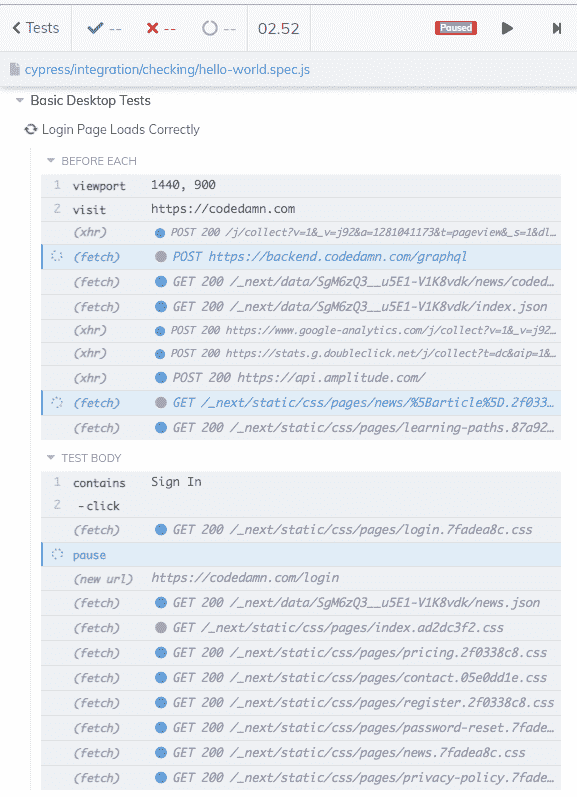 Tests -- -- -- 02.52 Paused
cypress/integration/checking/hello-world.spec.js
Basic Desktop Tests
Login Page Loads Correctly
BEFORE EACH
1 viewport 1440, 900
2 visit https://codedamn.com
(xhr) POST 200 /j/collect?v=1&_v=j92&a=1281041173&t=pageview&_s=1&dl…
(fetch) POST https://backend.codedamn.com/graphql
(fetch) GET 200 /_next/data/SgM6zQ3__u5E1-V1K8vdk/news/coded…
(fetch) GET 200 /_next/data/SgM6zQ3__u5E1-V1K8vdk/index.json
(xhr) POST 200 https://www.google-analytics.com/j/collect?v=1&_v=j92…
(xhr) POST 200 https://stats.g.doubleclick.net/j/collect?t=dc&aip=1&…
(xhr) POST 200 https://api.amplitude.com/
(fetch) GET /_next/static/css/pages/news/%5Barticle%5D.2f033…
(fetch) GET 200 /_next/static/css/pages/learning-paths.87a92…
TEST BODY
1 contains Sign In
2 -click
(fetch) GET 200 /_next/static/css/pages/login.7fadea8c.css
pause
(new url) https://codedamn.com/login
(fetch) GET 200 /_next/data/SgM6zQ3__u5E1-V1K8vdk/news.json
(fetch) GET /_next/static/css/pages/index.ad2dc3f2.css
(fetch) GET 200 /_next/static/css/pages/pricing.2f0338c8.css
(fetch) GET 200 /_next/static/css/pages/contact.05e0dd1e.css
(fetch) GET 200 /_next/static/css/pages/register.2f0338c8.css
(fetch) GET 200 /_next/static/css/pages/password-reset.7fade…
(fetch) GET 200 /_next/static/css/pages/news.7fadea8c.css
(fetch) GET 200 /_next/static/css/pages/privacy-policy.7fade…